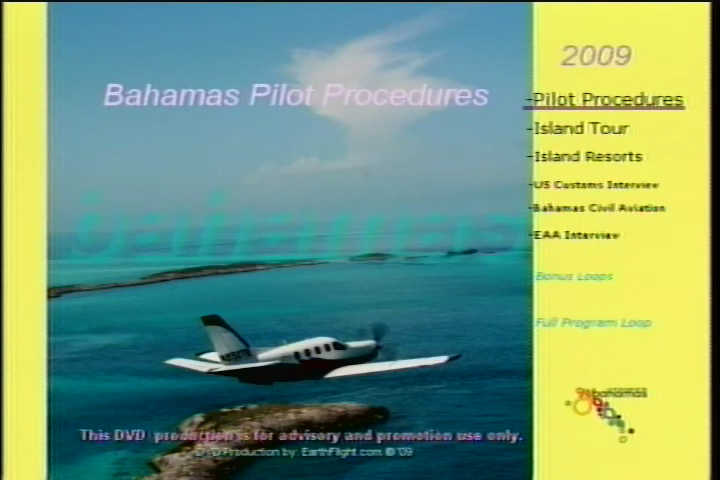 2009
Bahamas Pilot Procedures
-Pilot Procedures
-Island Tour
-Island Resorts
-US Customs Interview
-Bahamas Civil Aviation
-EAA Interview
bahamas
Bonus Loops
Full Program Loop
bahamas
This DVD production is for advisory and promotion use only.
DVD Production by: EarthFlight.com © '09